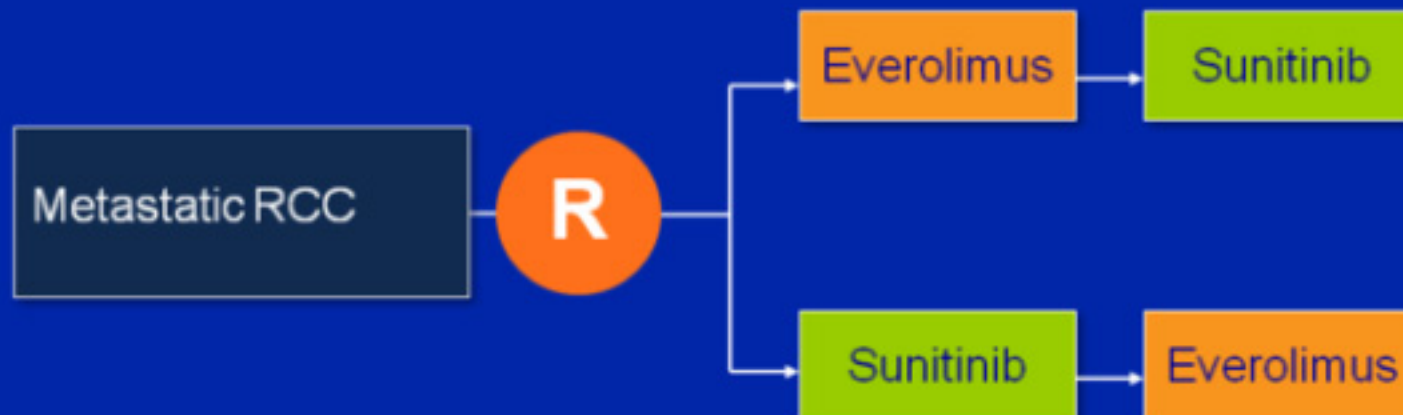 Metastatic RCC
R
Everolimus
Sunitinib
Sunitinib
Everolimus